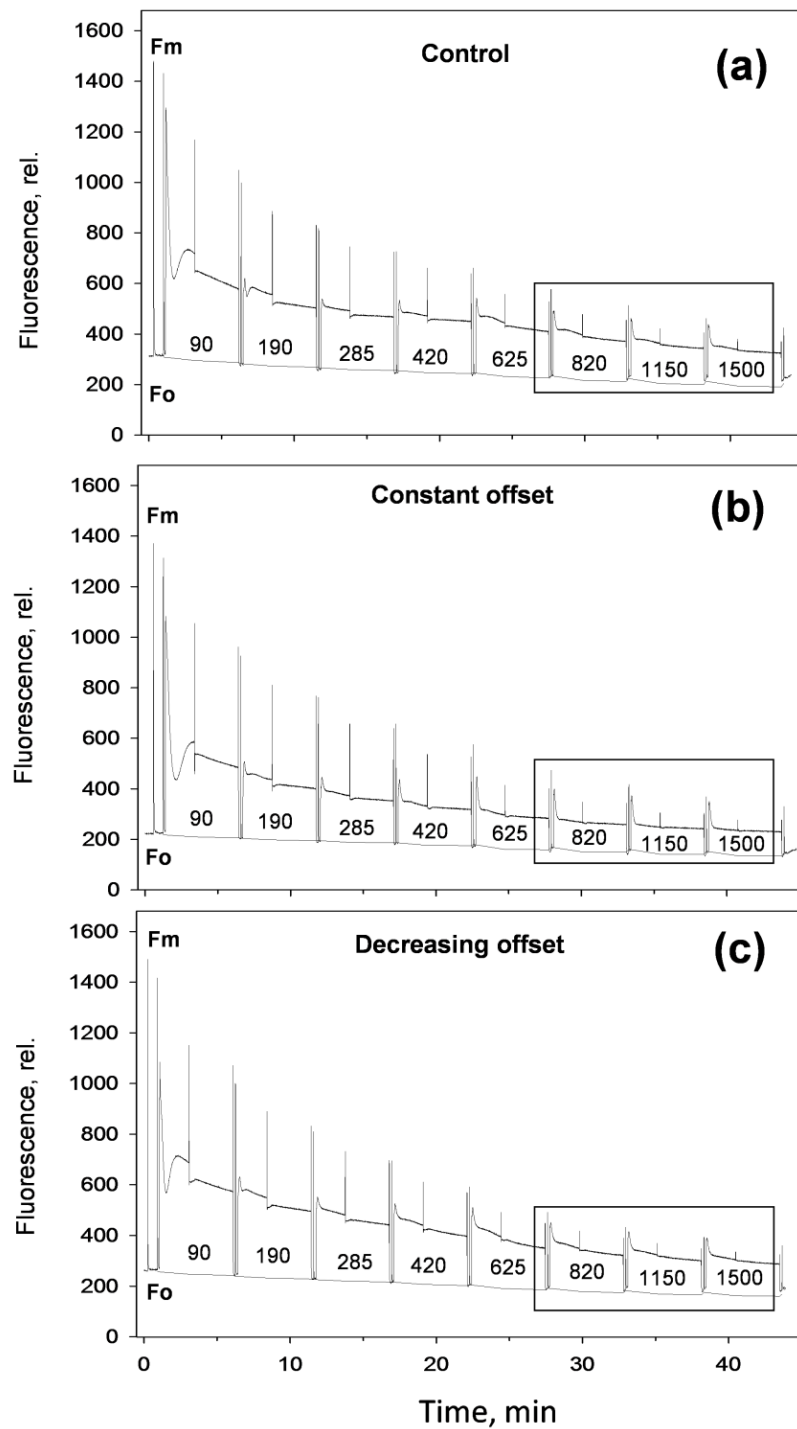 Control
(a)
Fm
1600
1400
1200
1000
800
600
400
200
0
Fluorescence, rel.
Fo
90 190 285 420 625 820 1150 1500
Constant offset
(b)
Fm
1600
1400
1200
1000
800
600
400
200
0
Fluorescence, rel.
Fo
90 190 285 420 625 820 1150 1500
Decreasing offset
(c)
Fm
1600
1400
1200
1000
800
600
400
200
0
Fluorescence, rel.
Fo
90 190 285 420 625 820 1150 1500
0 10 20 30 40
Time, min